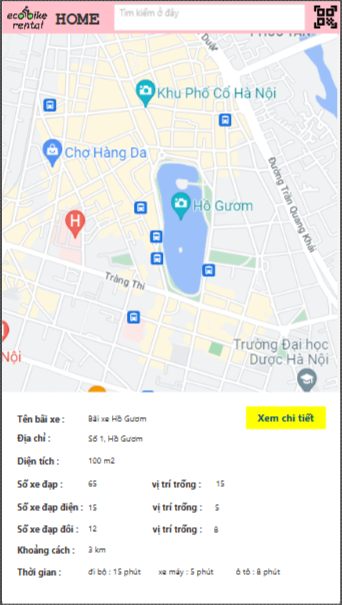 ecobike rental
HOME
Tìm kiếm ở đây
Khu Phố Cổ Hà Nội
Chợ Hàng Da
Đường Trần Quang Khải
Hồ Gươm
H
Tràng Thi
Trường Đại học
Dược Hà Nội
Nội
Tên bãi xe : Bãi xe Hồ Gươm
Xem chi tiết
Địa chỉ : Số 1, Hồ Gươm
Diện tích : 100 m2
Số xe đạp : 65 vị trí trống : 15
Số xe đạp điện : 15 vị trí trống : 5
Số xe đạp đôi : 12 vị trí trống : 8
Khoảng cách : 3 km
Thời gian : đi bộ : 15 phút xe máy : 5 phút ô tô : 8 phút